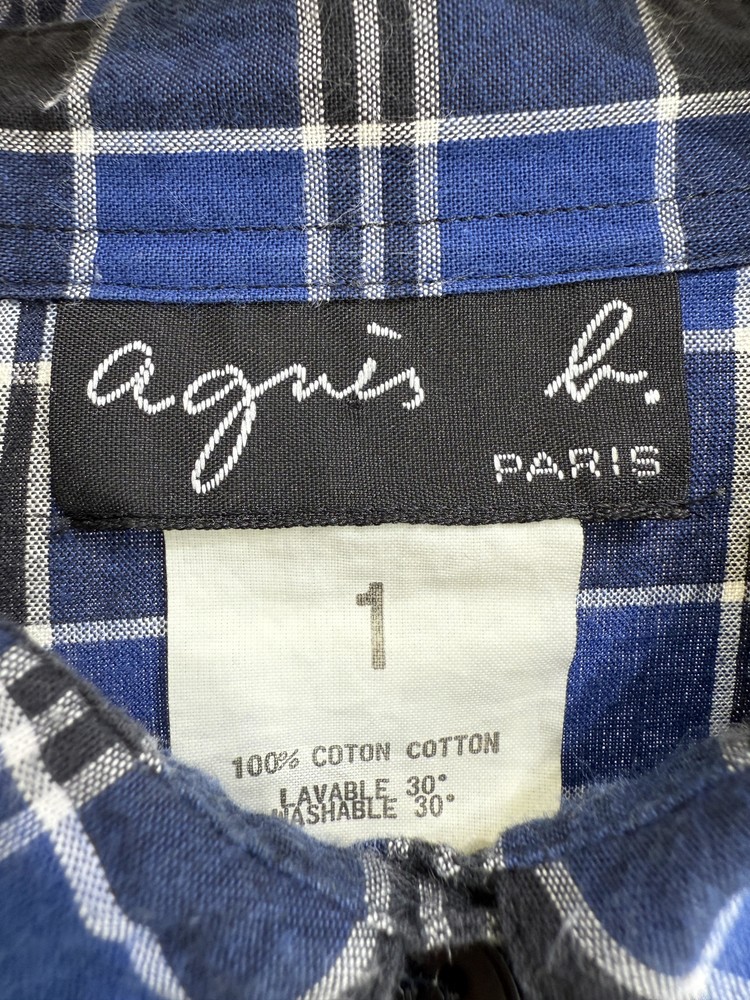 agnès b.
PARIS
1
100% COTON COTTON
LAVABLE 30°
WASHABLE 30°